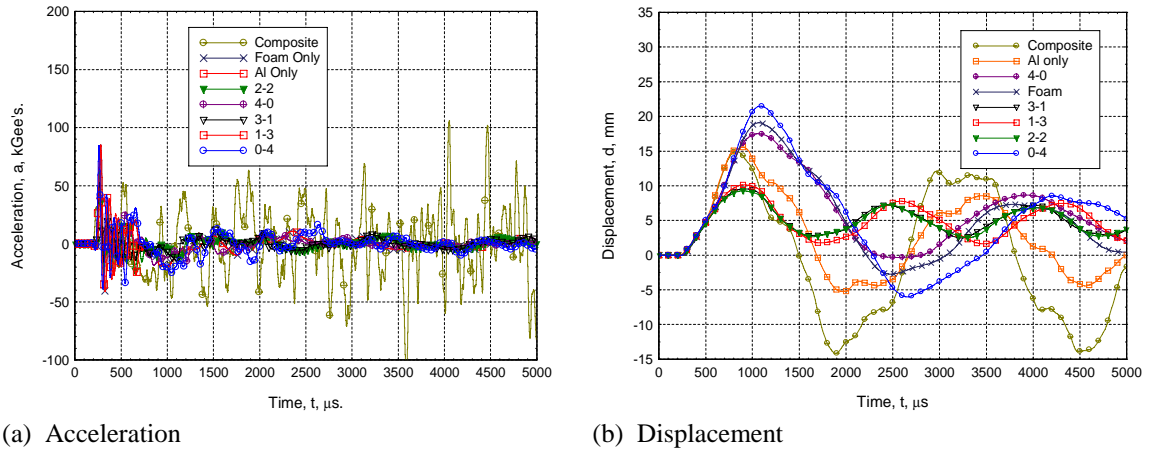 200
150
100
50
0
-50
-100
Acceleration, a, kGee's.
Composite
Foam Only
Al Only
2-2
4-0
3-1
1-3
0-4
0 500 1000 1500 2000 2500 3000 3500 4000 4500 5000
Time, t, μs.
(a) Acceleration
35
30
25
20
15
10
5
0
-5
-10
-15
Displacement, d, mm
Composite
Al only
4-0
Foam
3-1
1-3
2-2
0-4
0 500 1000 1500 2000 2500 3000 3500 4000 4500 5000
Time, t, μs
(b) Displacement